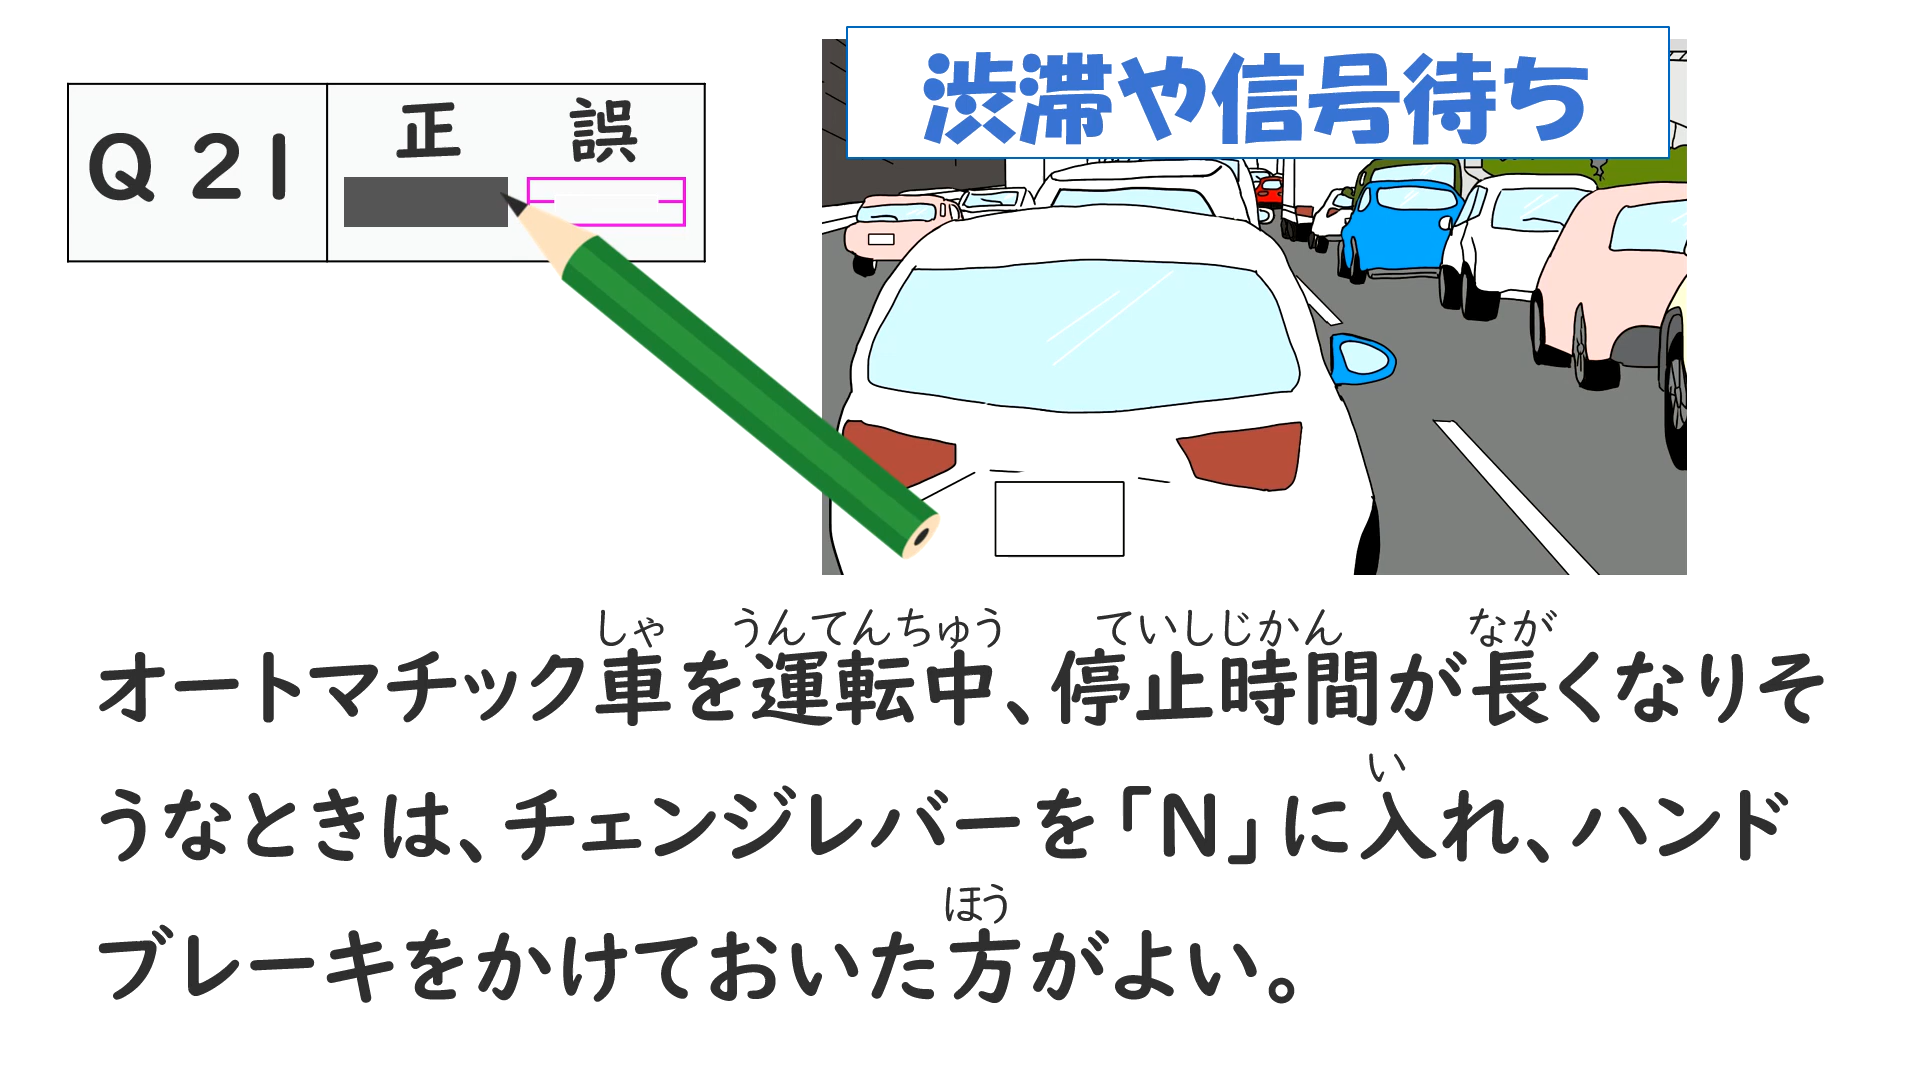 Q 21
正 誤
渋滞や信号待ち
しゃ うんてんちゅう ていしじかん なが
オートマチック車を運転中、停止時間が長くなりそ
い
うなときは、チェンジレバーを「N」に入れ、ハンド
ほう
ブレーキをかけておいた方がよい。